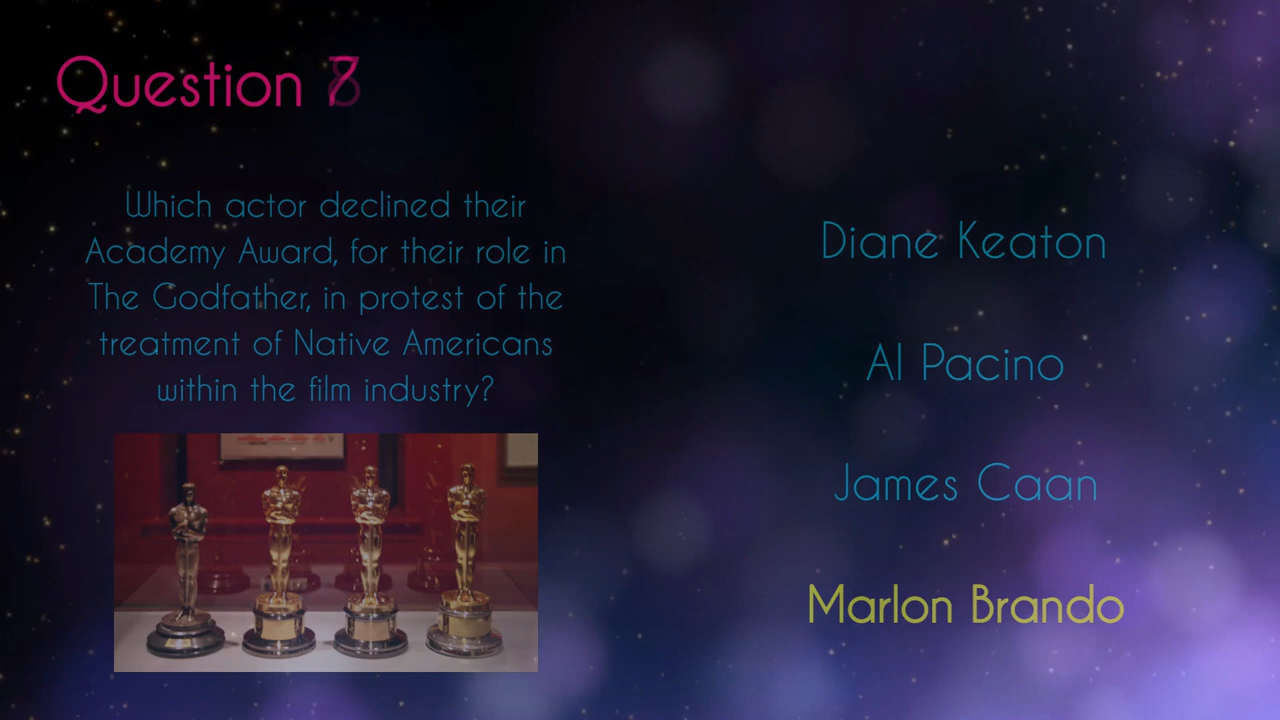 Question
Which actor declined their
Academy Award, for their role in
The Godfather, in protest of the
treatment of Native Americans
within the film industry?
Diane Keaton
Al Pacino
James Caan
Marlon Brando